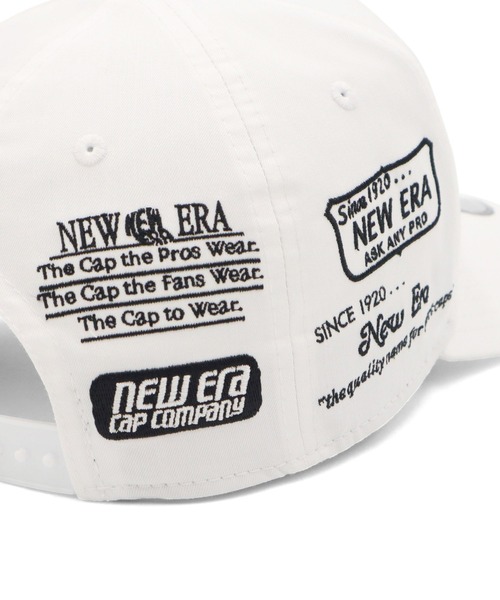 NEW ERA
The Cap the Pros Wear.
The Cap the Fans Wear.
The Cap to Wear.
new era
cap company
Since 1920...
NEW ERA
ASK ANY PRO
SINCE 1920...
New Era
"the quality name for